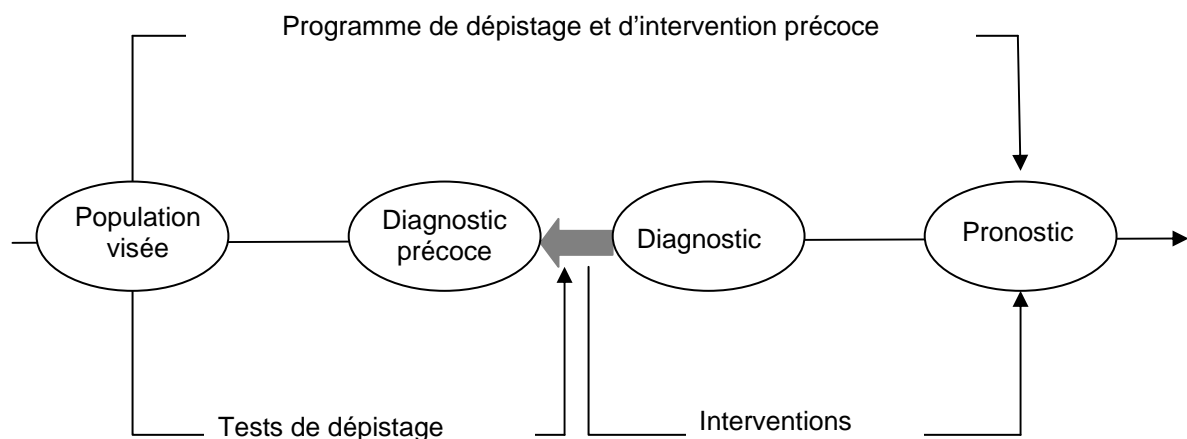 Programme de dépistage et d’intervention précoce
Population
visée
Diagnostic
précoce
Diagnostic
Pronostic
Tests de dépistage
Interventions